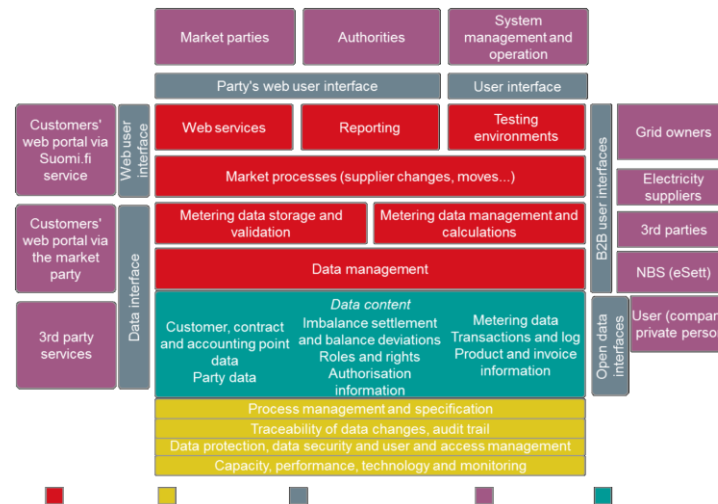 Market parties
Authorities
System
management and
operation
Party's web user interface
User interface
Customers'
web portal via
Suomi.fi
service
Web user
interface
Web services
Reporting
Testing
environments
Grid owners
Market processes (supplier changes, moves...)
Electricity
suppliers
Customers'
web portal via
the market
party
Metering data storage and
validation
Metering data management and
calculations
B2B user interfaces
3rd parties
Data management
NBS (eSett)
Data interface
3rd party
services
Customer, contract
and accounting point
data
Party data
Data content
Imbalance settlement
and balance deviations
Roles and rights
Authorisation
information
Metering data
Transactions and log
Product and invoice
information
Open data
interfaces
User
private
Process management and specification
Traceability of data changes, audit trail
Data protection, data security and user and access management
Capacity, performance, technology and monitoring